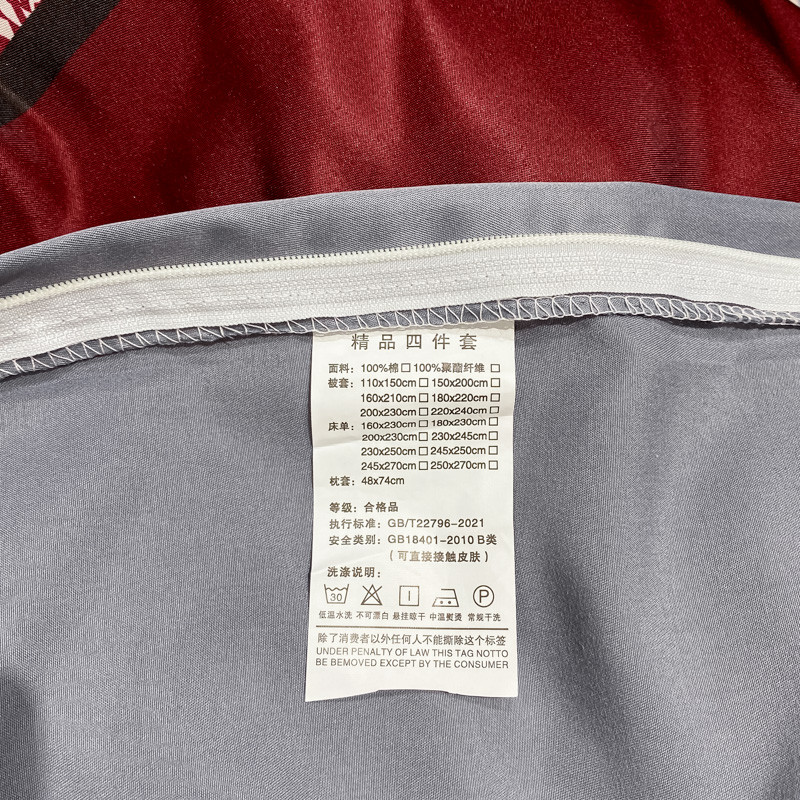 精品四件套
面料：100%棉□ 100%聚酯纤维□
被套：110x150cm□ 150x200cm□
160x210cm□ 180x220cm□
200x230cm□ 220x240cm□
床单：160x230cm□ 180x230cm□
200x230cm□ 230x245cm□
230x250cm□ 245x250cm□
245x270cm□ 250x270cm□
枕套：48x74cm
等级：合格品
执行标准：GB/T22796-2021
安全类别：GB18401-2010 B类
（可直接接触皮肤）
洗涤说明：
30 P
低温水洗 不可漂白 悬挂晾干 中温熨烫 常规干洗
除了消费者以外任何人不能撕除这个标签
UNDER PENALTY OF LAW THIS TAG NOTTO
BE BEMOVED EXCEPT BY THE CONSUMER